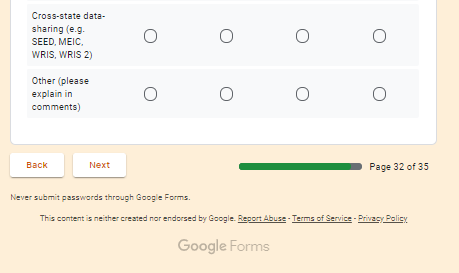 Cross-state data-
sharing (e.g.
SEED, MEIC,
WRIS, WRIS 2)
Other (please
explain in
comments)
Back
Next
Page 32 of 35
Never submit passwords through Google Forms.
This content is neither created nor endorsed by Google. Report Abuse - Terms of Service - Privacy Policy
Google Forms